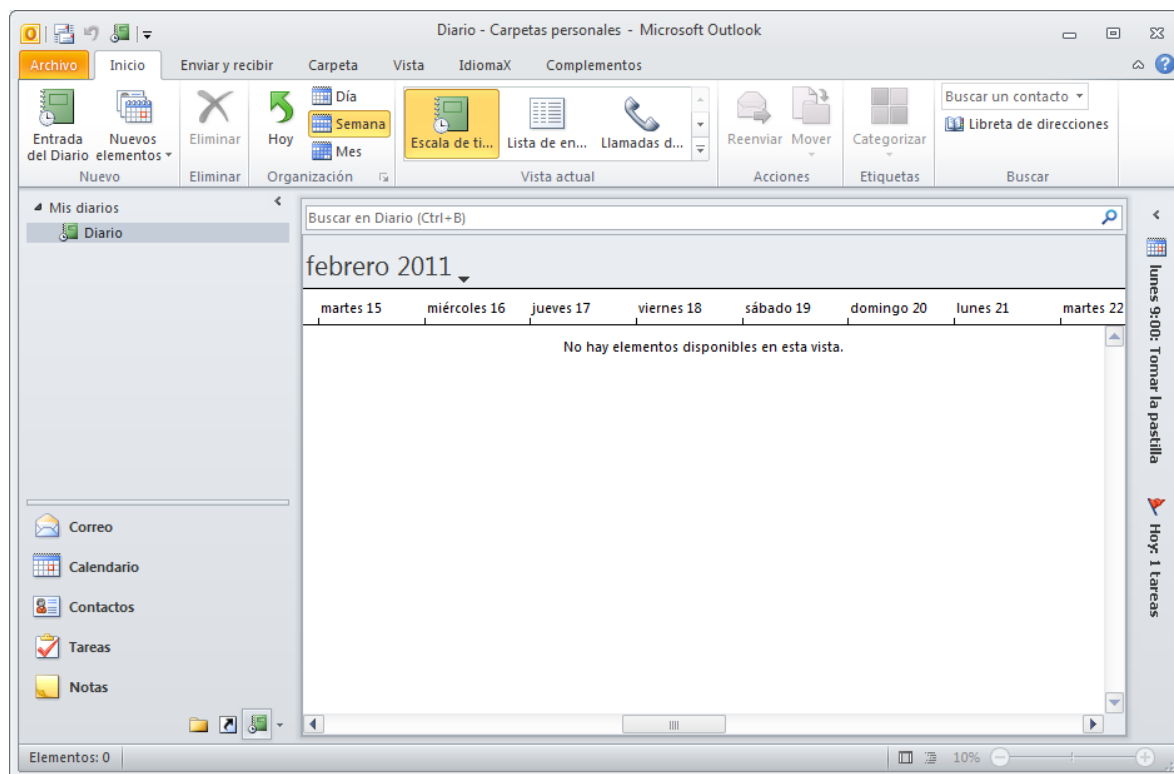 Diario - Carpetas personales - Microsoft Outlook
Archivo Inicio Enviar y recibir Carpeta Vista IdiomaX Complementos
Entrada del Diario
Nuevos elementos
Nuevo
Eliminar
Eliminar
Hoy
Día
Semana
Mes
Organización
Escala de ti...
Lista de en...
Llamadas d...
Vista actual
Reenviar
Mover
Acciones
Categorizar
Etiquetas
Buscar un contacto
Libreta de direcciones
Buscar
Mis diarios
Diario
Buscar en Diario (Ctrl+B)
febrero 2011
martes 15 miércoles 16 jueves 17 viernes 18 sábado 19 domingo 20 lunes 21 martes 22
No hay elementos disponibles en esta vista.
Correo
Calendario
Contactos
Tareas
Notas
lunes 9:00: Tomar la pastilla
Hoy: 1 tareas
Elementos: 0
10%